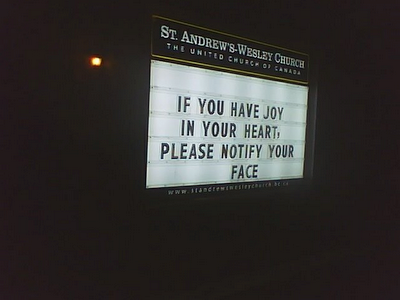 St. Andrew's-Wesley Church
THE UNITED CHURCH OF CANADA
IF YOU HAVE JOY
IN YOUR HEART,
PLEASE NOTIFY YOUR
FACE